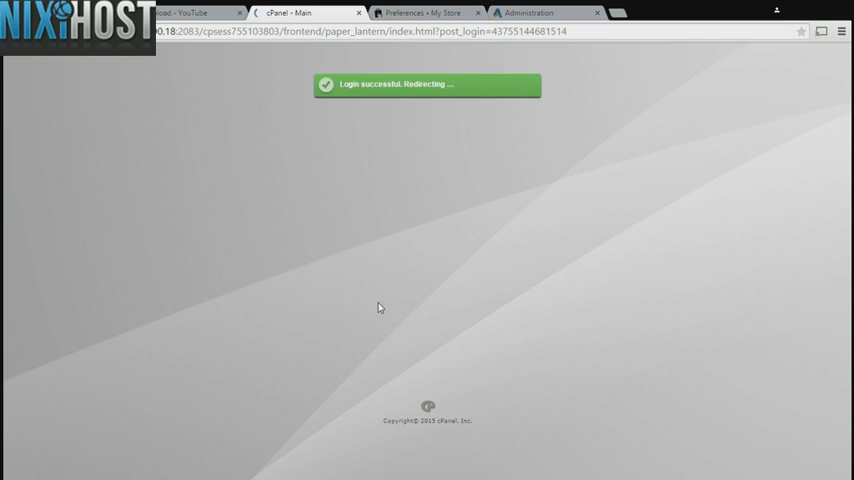 NIXIHOST
load - YouTube
cPanel - Main
Preferences • My Store
Administration
00.18:2083/cpsess755103803/frontend/paper_lantern/index.html?post_login=43755144681514
Login successful. Redirecting ...
Copyright© 2015 cPanel, Inc.